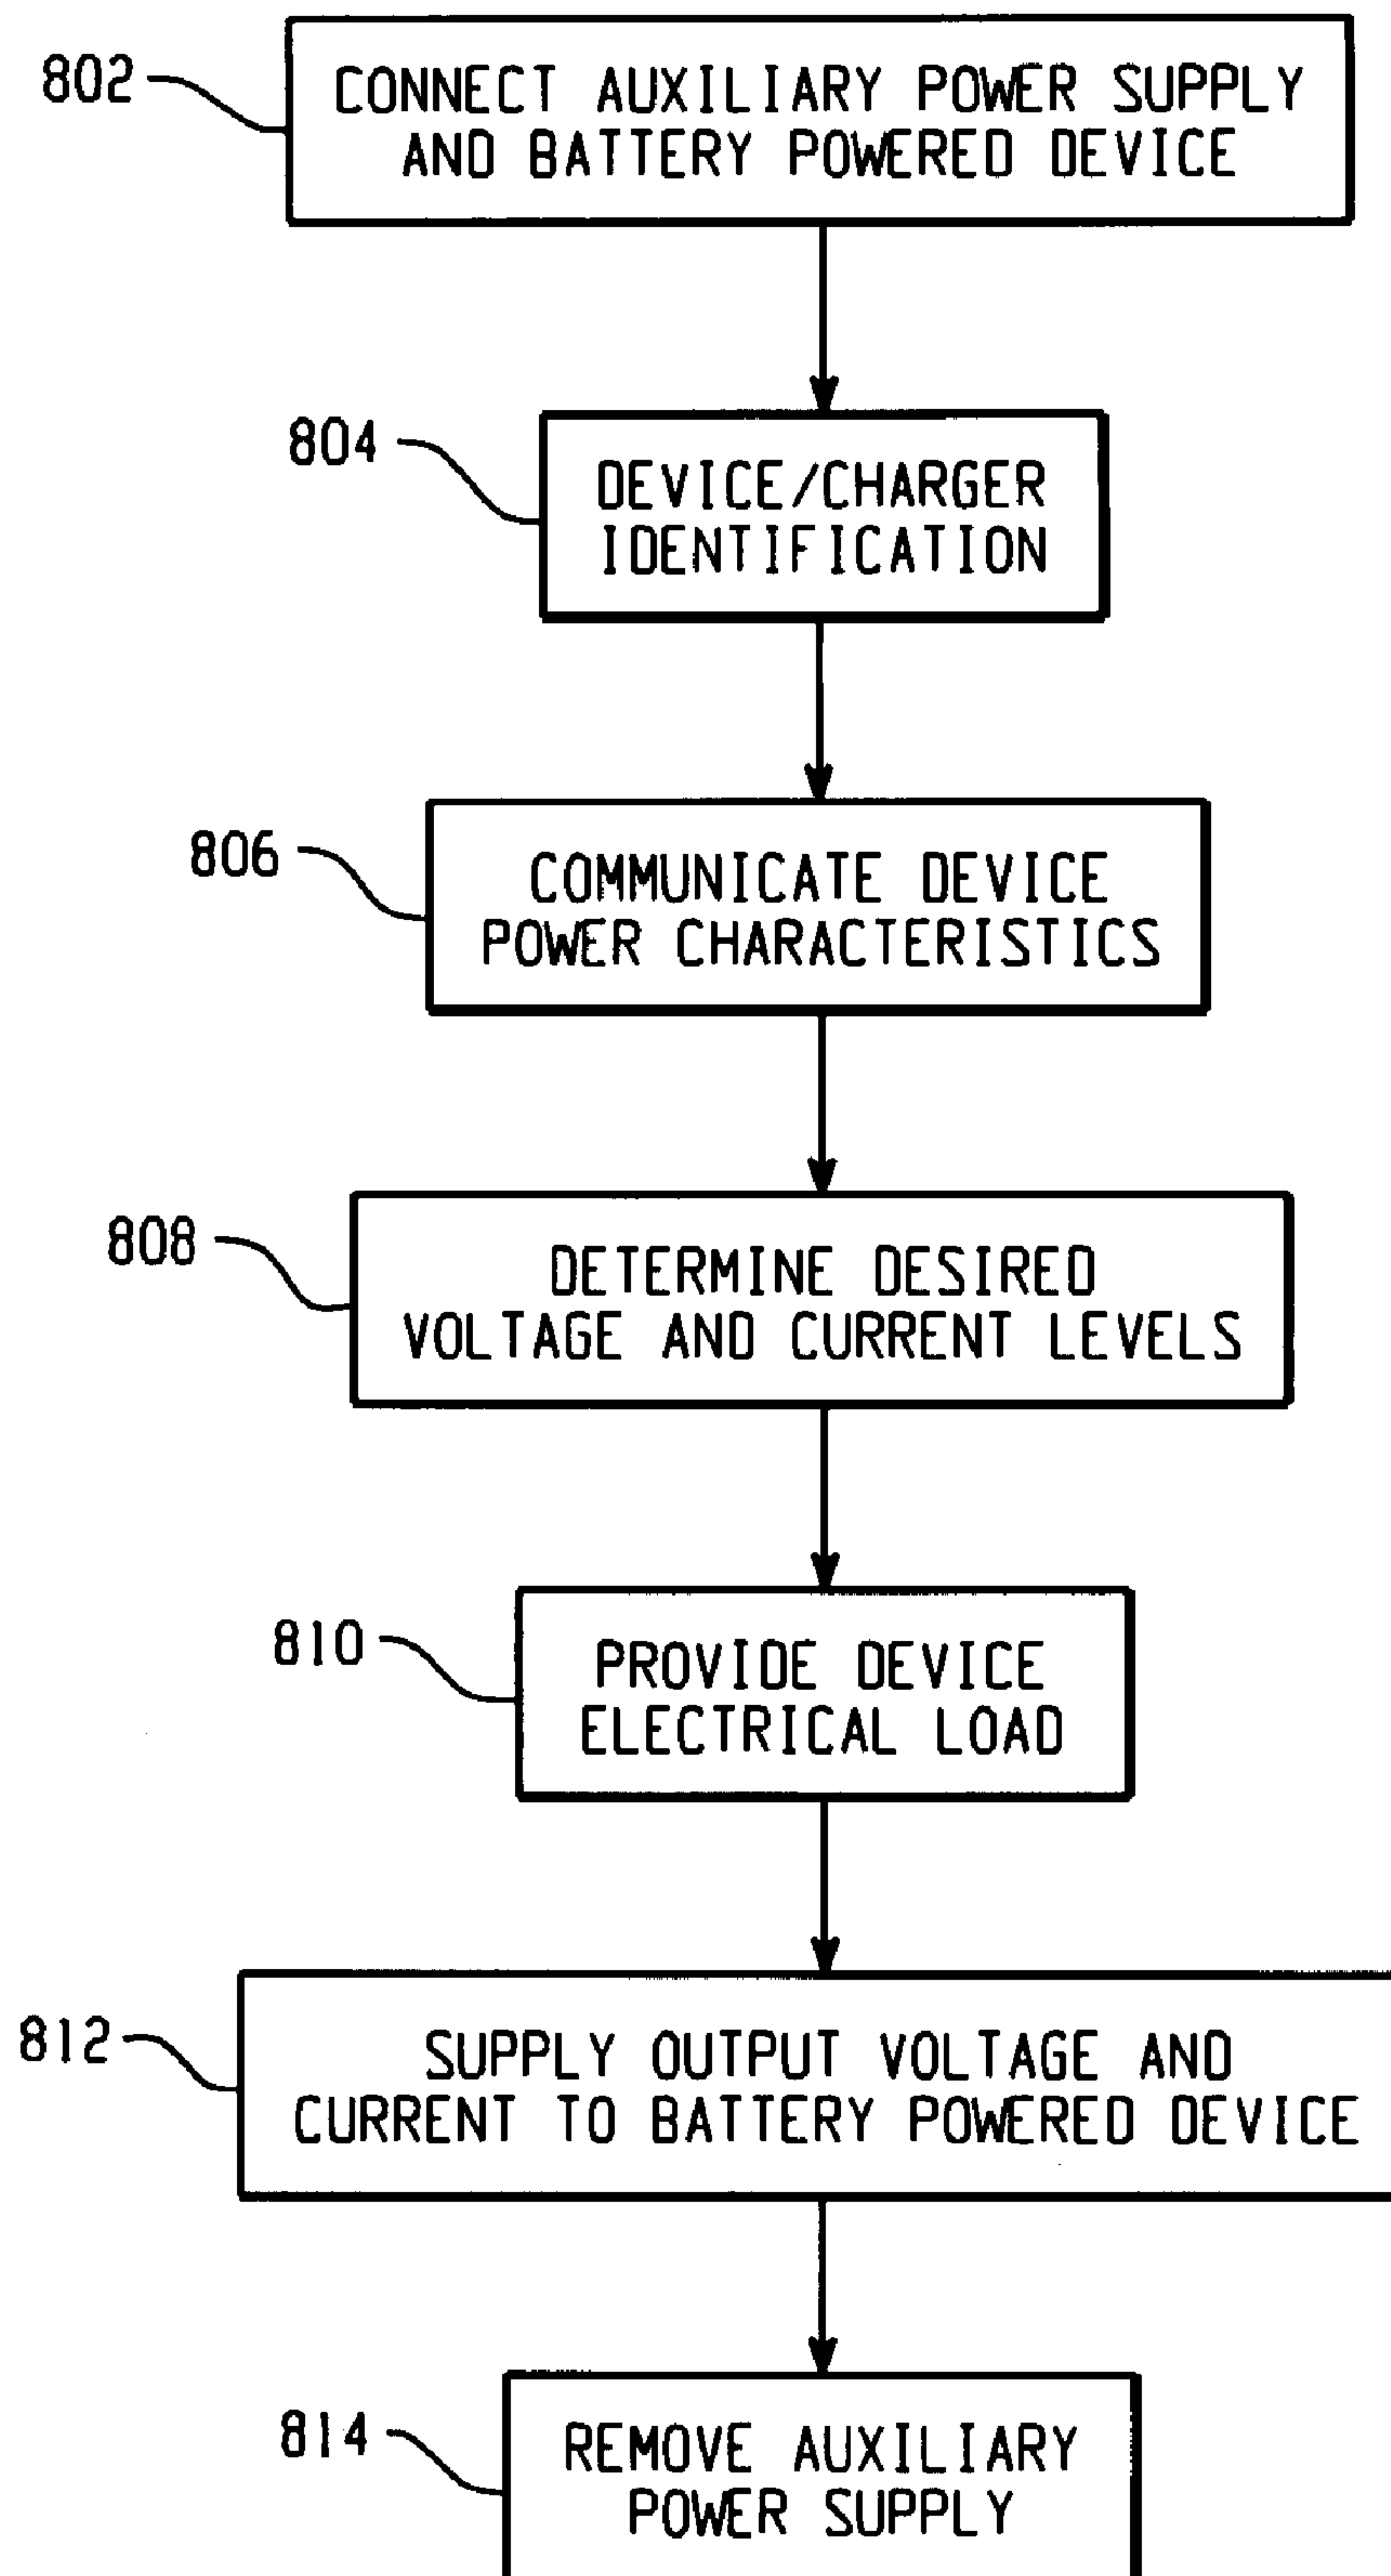 802
CONNECT AUXILIARY POWER SUPPLY
AND BATTERY POWERED DEVICE
804
DEVICE/CHARGER
IDENTIFICATION
806
COMMUNICATE DEVICE
POWER CHARACTERISTICS
808
DETERMINE DESIRED
VOLTAGE AND CURRENT LEVELS
810
PROVIDE DEVICE
ELECTRICAL LOAD
812
SUPPLY OUTPUT VOLTAGE AND
CURRENT TO BATTERY POWERED DEVICE
814
REMOVE AUXILIARY
POWER SUPPLY